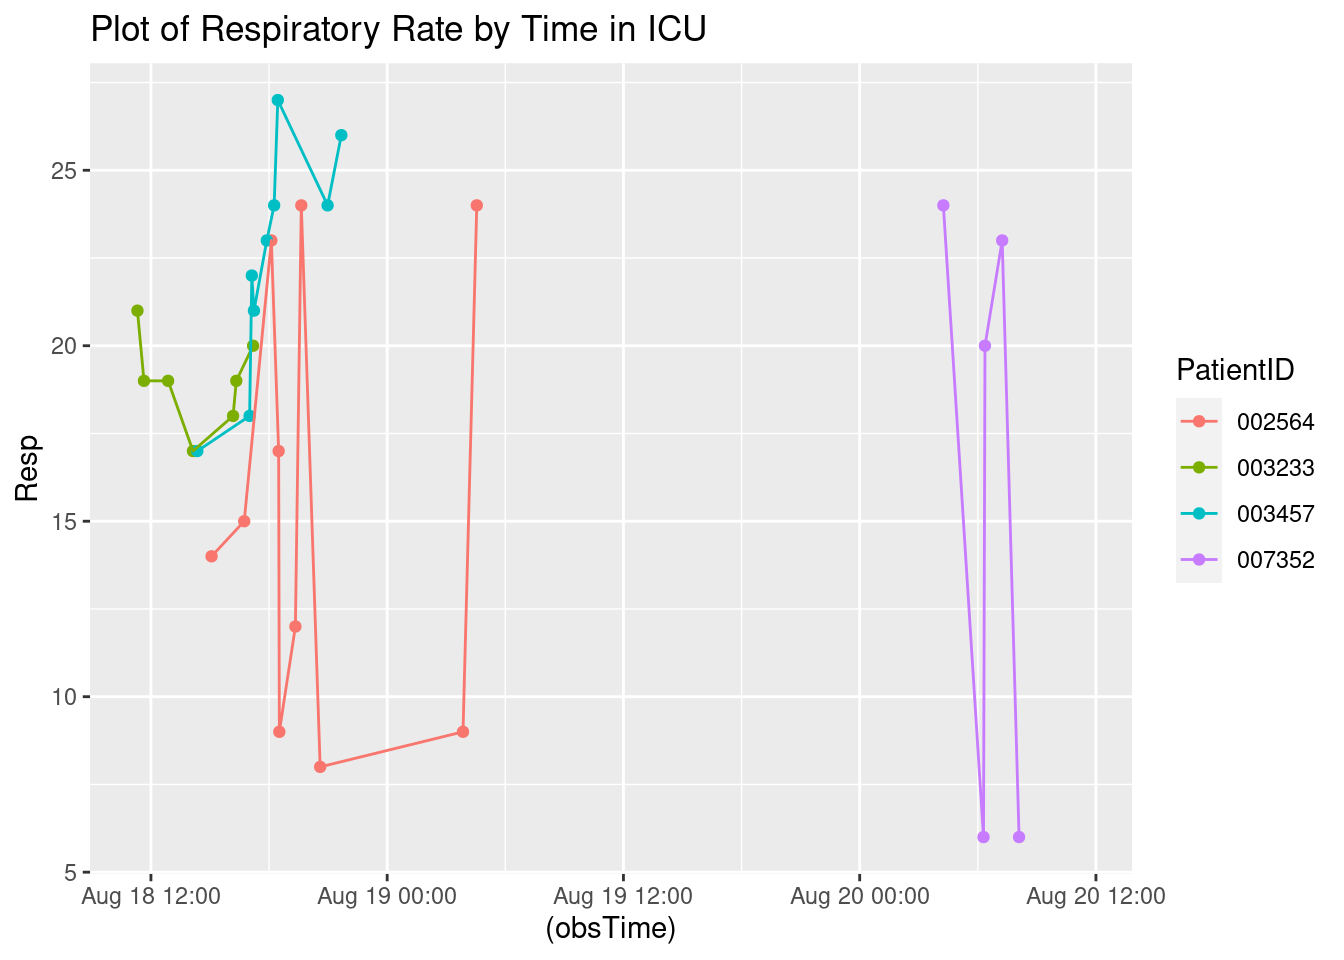 Plot of Respiratory Rate by Time in ICU
Resp
25
20
15
10
5
Aug 18 12:00
Aug 19 00:00
Aug 19 12:00
Aug 20 00:00
Aug 20 12:00
(obsTime)
PatientID
002564
003233
003457
007352